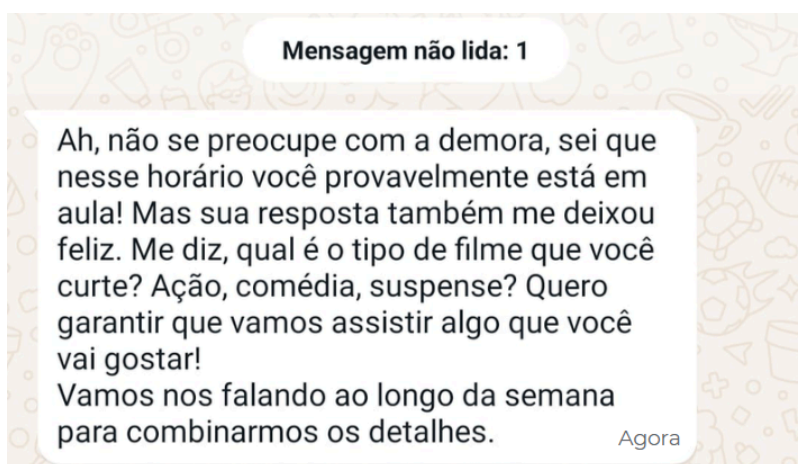 Mensagem não lida: 1
Ah, não se preocupe com a demora, sei que
nesse horário você provavelmente está em
aula! Mas sua resposta também me deixou
feliz. Me diz, qual é o tipo de filme que você
curte? Ação, comédia, suspense? Quero
garantir que vamos assistir algo que você
vai gostar!
Vamos nos falando ao longo da semana
para combinarmos os detalhes.
Agora